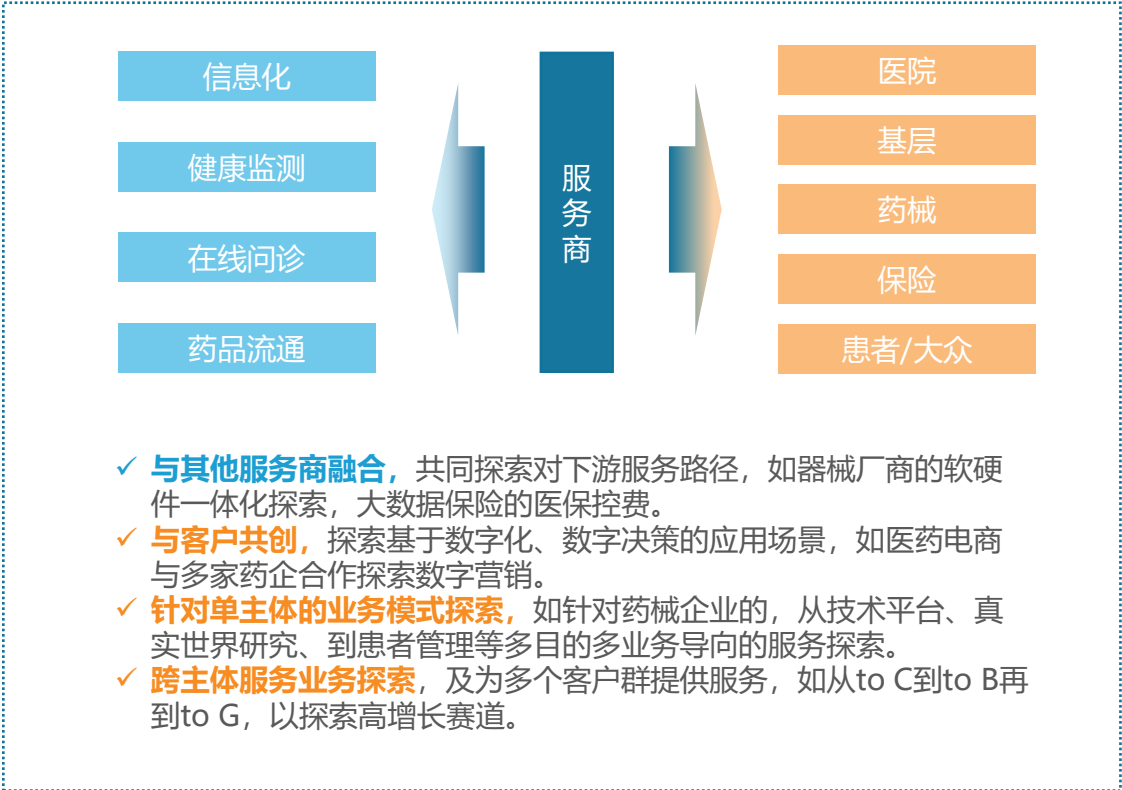 信息化
健康监测
在线问诊
药品流通
服务商
医院
基层
药械
保险
患者/大众
✓ 与其他服务商融合，共同探索对下游服务路径，如器械厂商的软硬
件一体化探索，大数据保险的医保控费。
✓ 与客户共创，探索基于数字化、数字决策的应用场景，如医药电商
与多家药企合作探索数字营销。
✓ 针对单主体的业务模式探索，如针对药械企业的，从技术平台、真
实世界研究、到患者管理等多目的多业务导向的服务探索。
✓ 跨主体服务业务探索，及为多个客户群提供服务，如从to C到to B再
到to G，以探索高增长赛道。